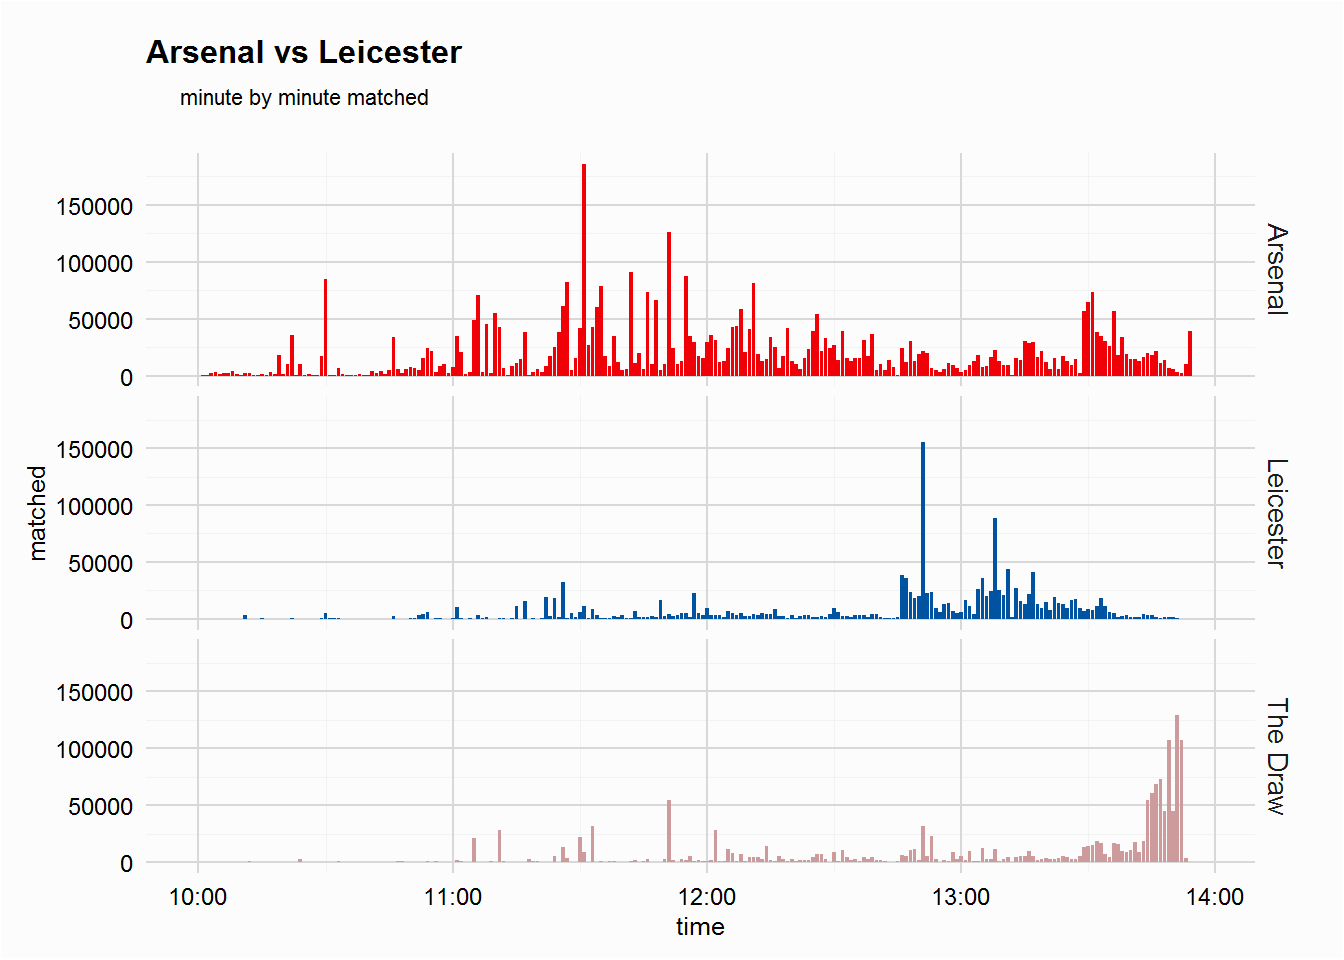 Arsenal vs Leicester
minute by minute matched
150000
100000
50000
0
Arsenal
matched
150000
100000
50000
0
Leicester
150000
100000
50000
0
The Draw
10:00 11:00 12:00 13:00 14:00
time